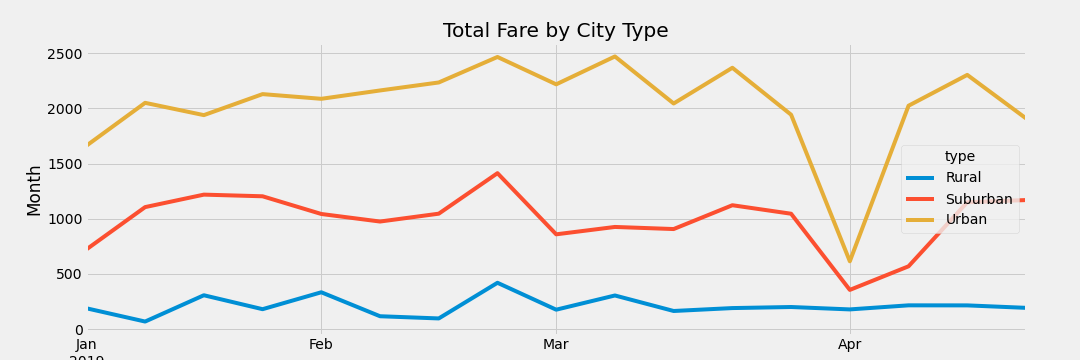 Total Fare by City Type
2500
2000
1500
1000
500
0
Month
type
Rural
Suburban
Urban
Jan
Feb
Mar
Apr